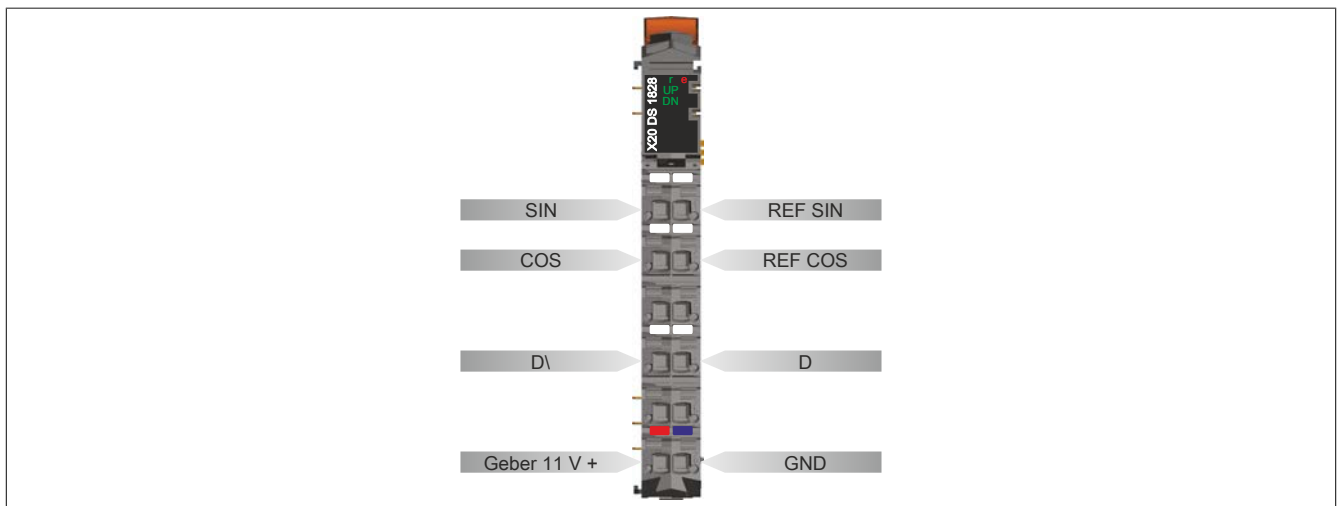 X20 DS 1828
r e
UP
DN
SIN
REF SIN
COS
REF COS
D\
D
Geber 11 V +
GND